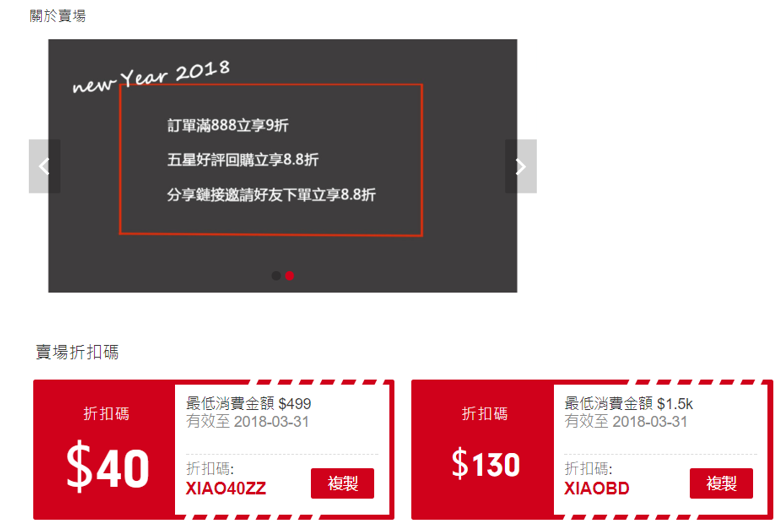 關於賣場
new Year 2018
訂單滿888立享9折
五星好評回購立享8.8折
分享鏈接邀請好友下單立享8.8折
賣場折扣碼
折扣碼
$40
最低消費金額 $499
有效至 2018-03-31
折扣碼:
XIAO40ZZ
複製
折扣碼
$130
最低消費金額 $1.5k
有效至 2018-03-31
折扣碼:
XIAOBD
複製